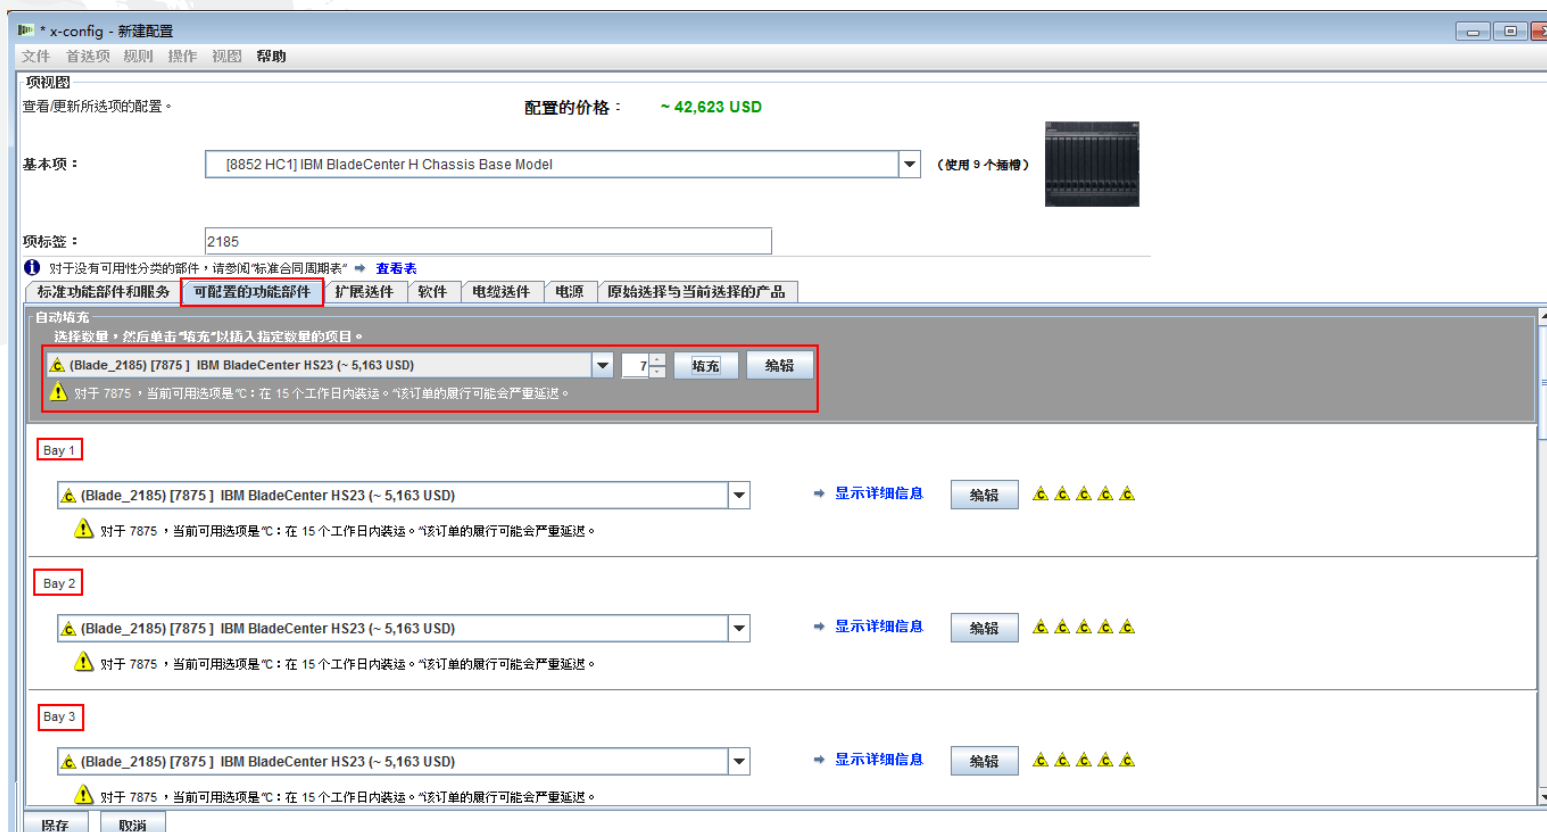 * x-config - 新建配置
文件 首选项 规则 操作 视图 帮助
项视图
查看/更新所选项的配置。 配置的价格： ~ 42,623 USD
基本项： [8852 HC1] IBM BladeCenter H Chassis Base Model （使用 9 个插槽）
项标签： 2185
对于没有可用性分类的部件，请参阅"标准合同周期表" 查看表
标准功能部件和服务 可配置的功能部件 扩展选件 软件 电缆选件 电源 原始选择与当前选择的产品
自动填充
选择数量，然后单击"填充"以插入指定数量的项目。
C (Blade_2185) [7875 ] IBM BladeCenter HS23 (~ 5,163 USD) 7 填充 编辑
对于 7875，当前可用选项是"C：在 15 个工作日内装运。"该订单的履行可能会严重延迟。
Bay 1
C (Blade_2185) [7875 ] IBM BladeCenter HS23 (~ 5,163 USD) 显示详细信息 编辑 C C C C C
对于 7875，当前可用选项是"C：在 15 个工作日内装运。"该订单的履行可能会严重延迟。
Bay 2
C (Blade_2185) [7875 ] IBM BladeCenter HS23 (~ 5,163 USD) 显示详细信息 编辑 C C C C C
对于 7875，当前可用选项是"C：在 15 个工作日内装运。"该订单的履行可能会严重延迟。
Bay 3
C (Blade_2185) [7875 ] IBM BladeCenter HS23 (~ 5,163 USD) 显示详细信息 编辑 C C C C C
对于 7875，当前可用选项是"C：在 15 个工作日内装运。"该订单的履行可能会严重延迟。
保存 取消